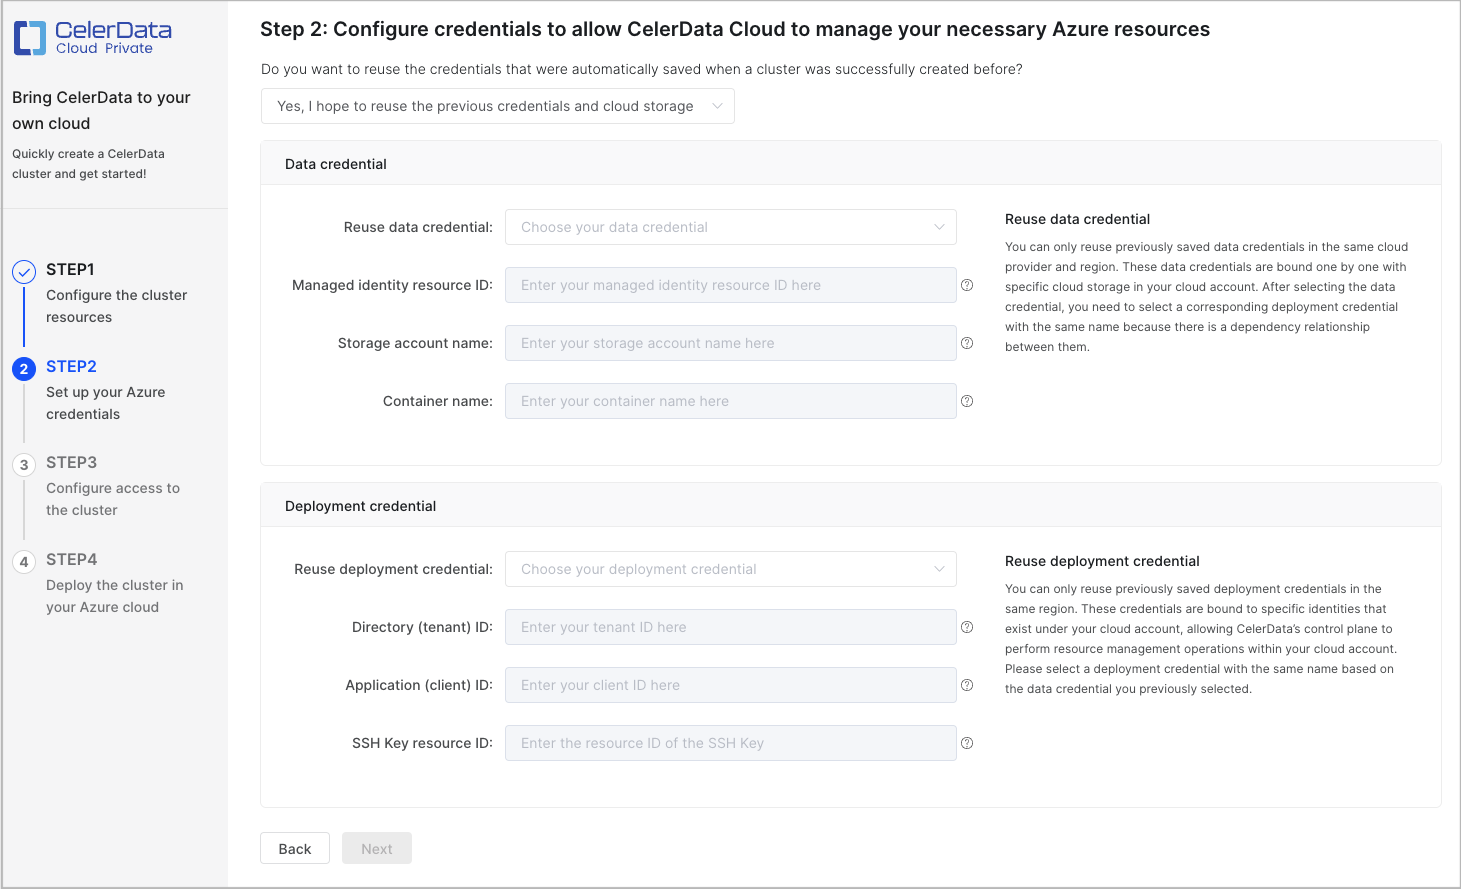 CelerData
Cloud Private
Bring CelerData to your
own cloud
Quickly create a CelerData
cluster and get started!
STEP1
Configure the cluster
resources
2
STEP2
Set up your Azure
credentials
3
STEP3
Configure access to
the cluster
4
STEP4
Deploy the cluster in
your Azure cloud
Step 2: Configure credentials to allow CelerData Cloud to manage your necessary Azure resources
Do you want to reuse the credentials that were automatically saved when a cluster was successfully created before?
Yes, I hope to reuse the previous credentials and cloud storage
Data credential
Reuse data credential:
Choose your data credential
Managed identity resource ID:
Enter your managed identity resource ID here
Storage account name:
Enter your storage account name here
Container name:
Enter your container name here
Reuse data credential
You can only reuse previously saved data credentials in the same cloud
provider and region. These data credentials are bound one by one with
specific cloud storage in your cloud account. After selecting the data
credential, you need to select a corresponding deployment credential
with the same name because there is a dependency relationship
between them.
Deployment credential
Reuse deployment credential:
Choose your deployment credential
Directory (tenant) ID:
Enter your tenant ID here
Application (client) ID:
Enter your client ID here
SSH Key resource ID:
Enter the resource ID of the SSH Key
Reuse deployment credential
You can only reuse previously saved deployment credentials in the
same region. These credentials are bound to specific identities that
exist under your cloud account, allowing CelerData's control plane to
perform resource management operations within your cloud account.
Please select a deployment credential with the same name based on
the data credential you previously selected.
Back
Next